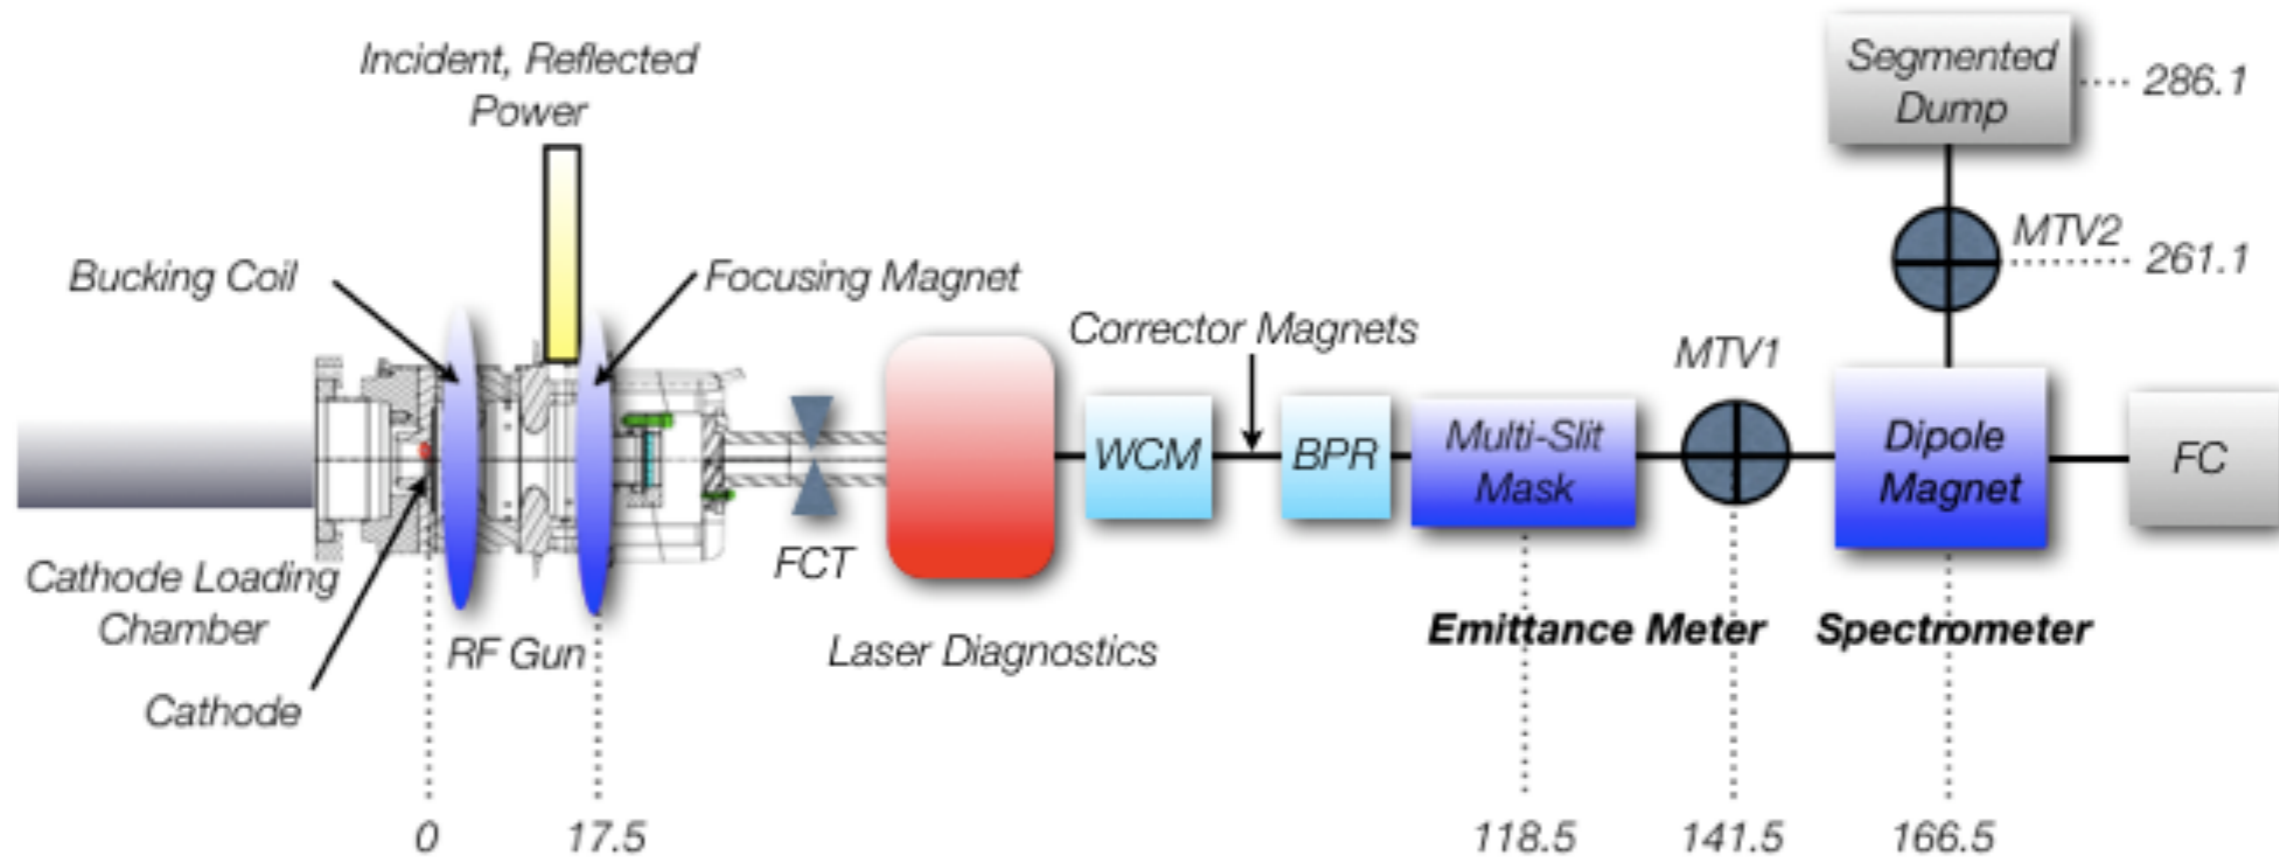 Incident, Reflected
Power
Segmented
Dump
286.1
MTV2
261.1
Bucking Coil
Focusing Magnet
Corrector Magnets
MTV1
WCM
BPR
Multi-Slit
Mask
Dipole
Magnet
FC
FCT
Cathode Loading
Chamber
RF Gun
Laser Diagnostics
Emittance Meter
Spectrometer
Cathode
0
17.5
118.5
141.5
166.5